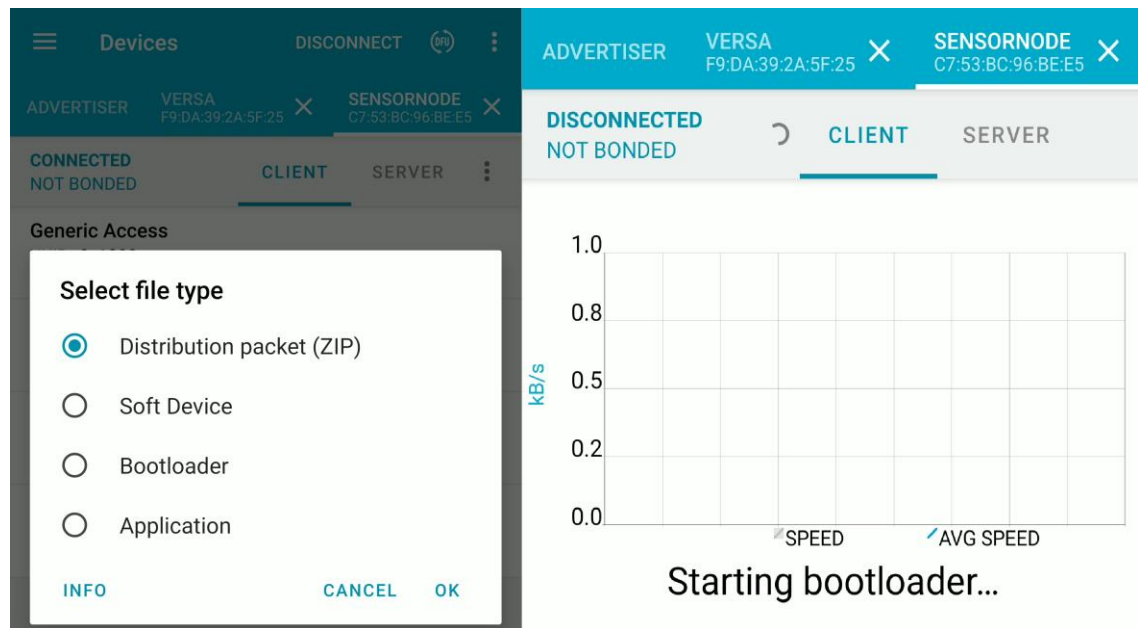 Devices
DISCONNECT
DFU
ADVERTISER
VERSA
F9:DA:39:2A:5F:25
SENSORNODE
C7:53:BC:96:BE:E5
CONNECTED
NOT BONDED
CLIENT
SERVER
Generic Access
Select file type
Distribution packet (ZIP)
Soft Device
Bootloader
Application
INFO
CANCEL
OK
ADVERTISER
VERSA
F9:DA:39:2A:5F:25
SENSORNODE
C7:53:BC:96:BE:E5
DISCONNECTED
NOT BONDED
CLIENT
SERVER
1.0
0.8
0.5
0.2
0.0
kB/s
SPEED
AVG SPEED
Starting bootloader...